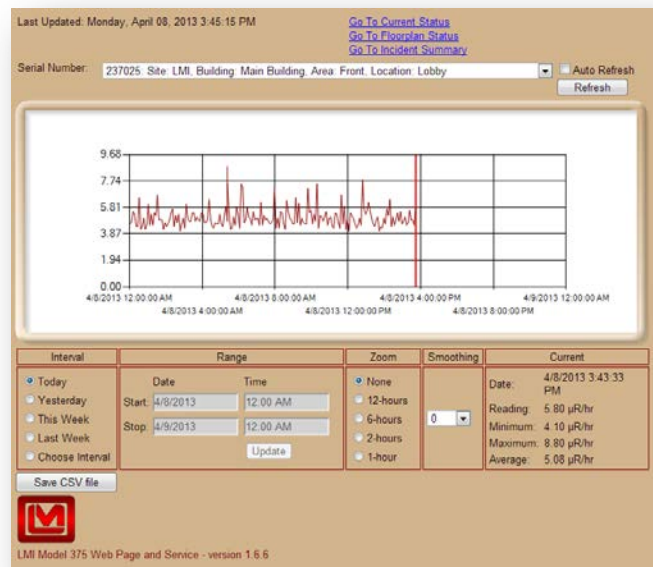 Last Updated: Monday, April 08, 2013 3:45:15 PM
Go To Current Status
Go To Floorplan Status
Go To Incident Summary
Serial Number:
237025: Site: LMI, Building: Main Building, Area: Front, Location: Lobby
Auto Refresh
Refresh
9.68
7.74
5.81
3.87
1.94
0.00
4/8/2013 12:00:00 AM
4/8/2013 4:00:00 AM
4/8/2013 8:00:00 AM
4/8/2013 12:00:00 PM
4/8/2013 4:00:00 PM
4/8/2013 8:00:00 PM
4/9/2013 12:00:00 AM
Interval
Today
Yesterday
This Week
Last Week
Choose Interval
Range
Date Time
Start: 4/8/2013 12:00 AM
Stop: 4/9/2013 12:00 AM
Update
Zoom
None
12-hours
6-hours
2-hours
1-hour
Smoothing
0
Current
Date: 4/8/2013 3:43:33 PM
Reading: 5.80 µR/hr
Minimum: 4.10 µR/hr
Maximum: 8.80 µR/hr
Average: 5.08 µR/hr
Save CSV file
LM
LMI Model 375 Web Page and Service - version 1.6.6